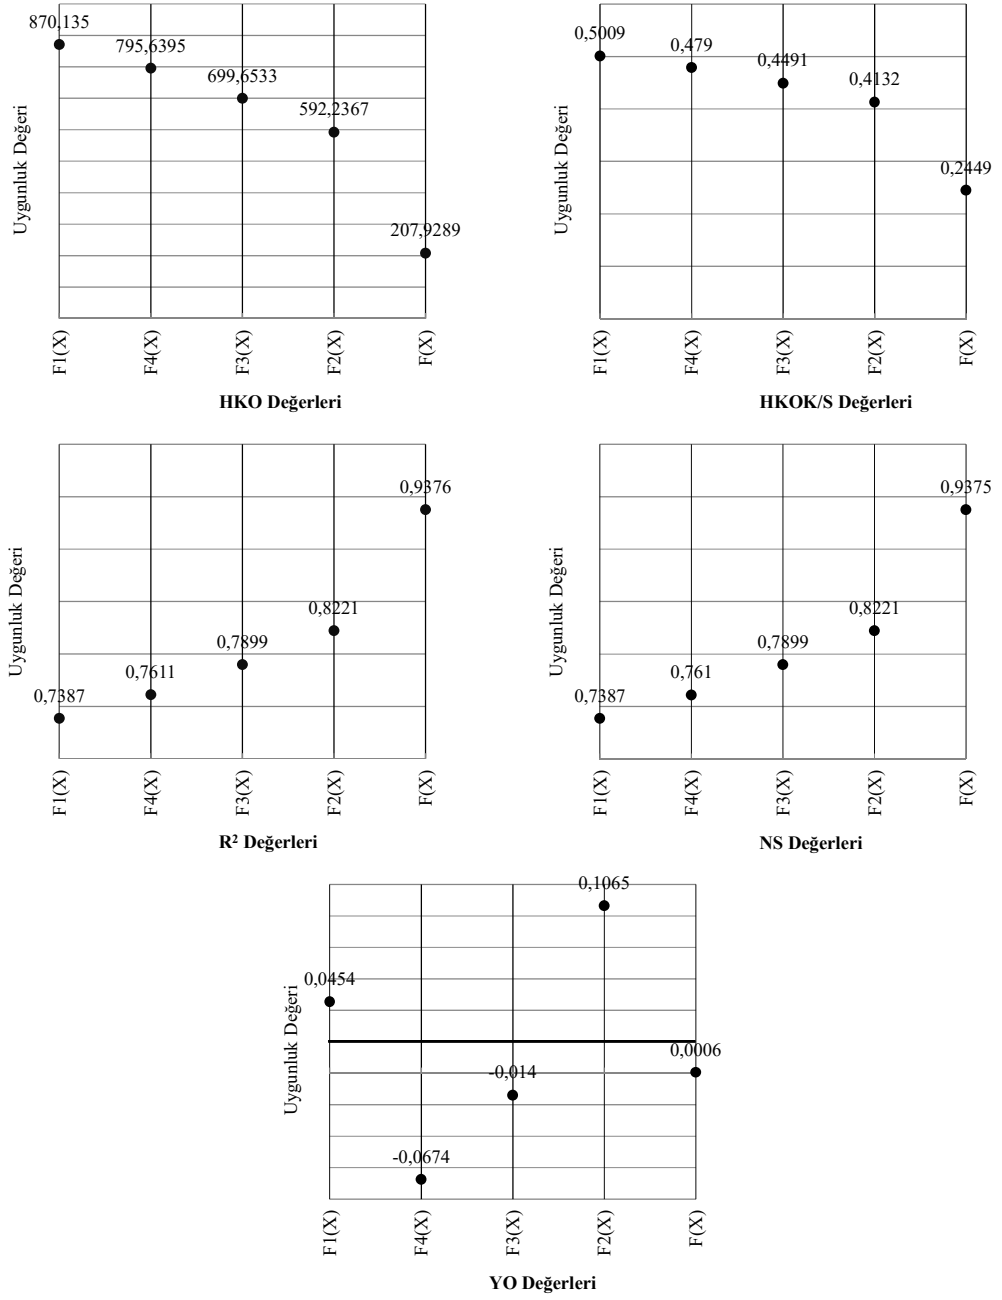 870,135
795,6395
699,6533
592,2367
207,9289
Uygunluk Değeri
F1(X)
F4(X)
F3(X)
F2(X)
F(X)
HKO Değerleri
0,5009
0,479
0,4491
0,4132
0,2449
Uygunluk Değeri
F1(X)
F4(X)
F3(X)
F2(X)
F(X)
HKOK/S Değerleri
0,9376
0,8221
0,7899
0,7611
0,7387
Uygunluk Değeri
F1(X)
F4(X)
F3(X)
F2(X)
F(X)
R² Değerleri
0,9375
0,8221
0,7899
0,761
0,7387
Uygunluk Değeri
F1(X)
F4(X)
F3(X)
F2(X)
F(X)
NS Değerleri
0,1065
0,0454
0,0006
-0,014
-0,0674
Uygunluk Değeri
F1(X)
F4(X)
F3(X)
F2(X)
F(X)
YO Değerleri